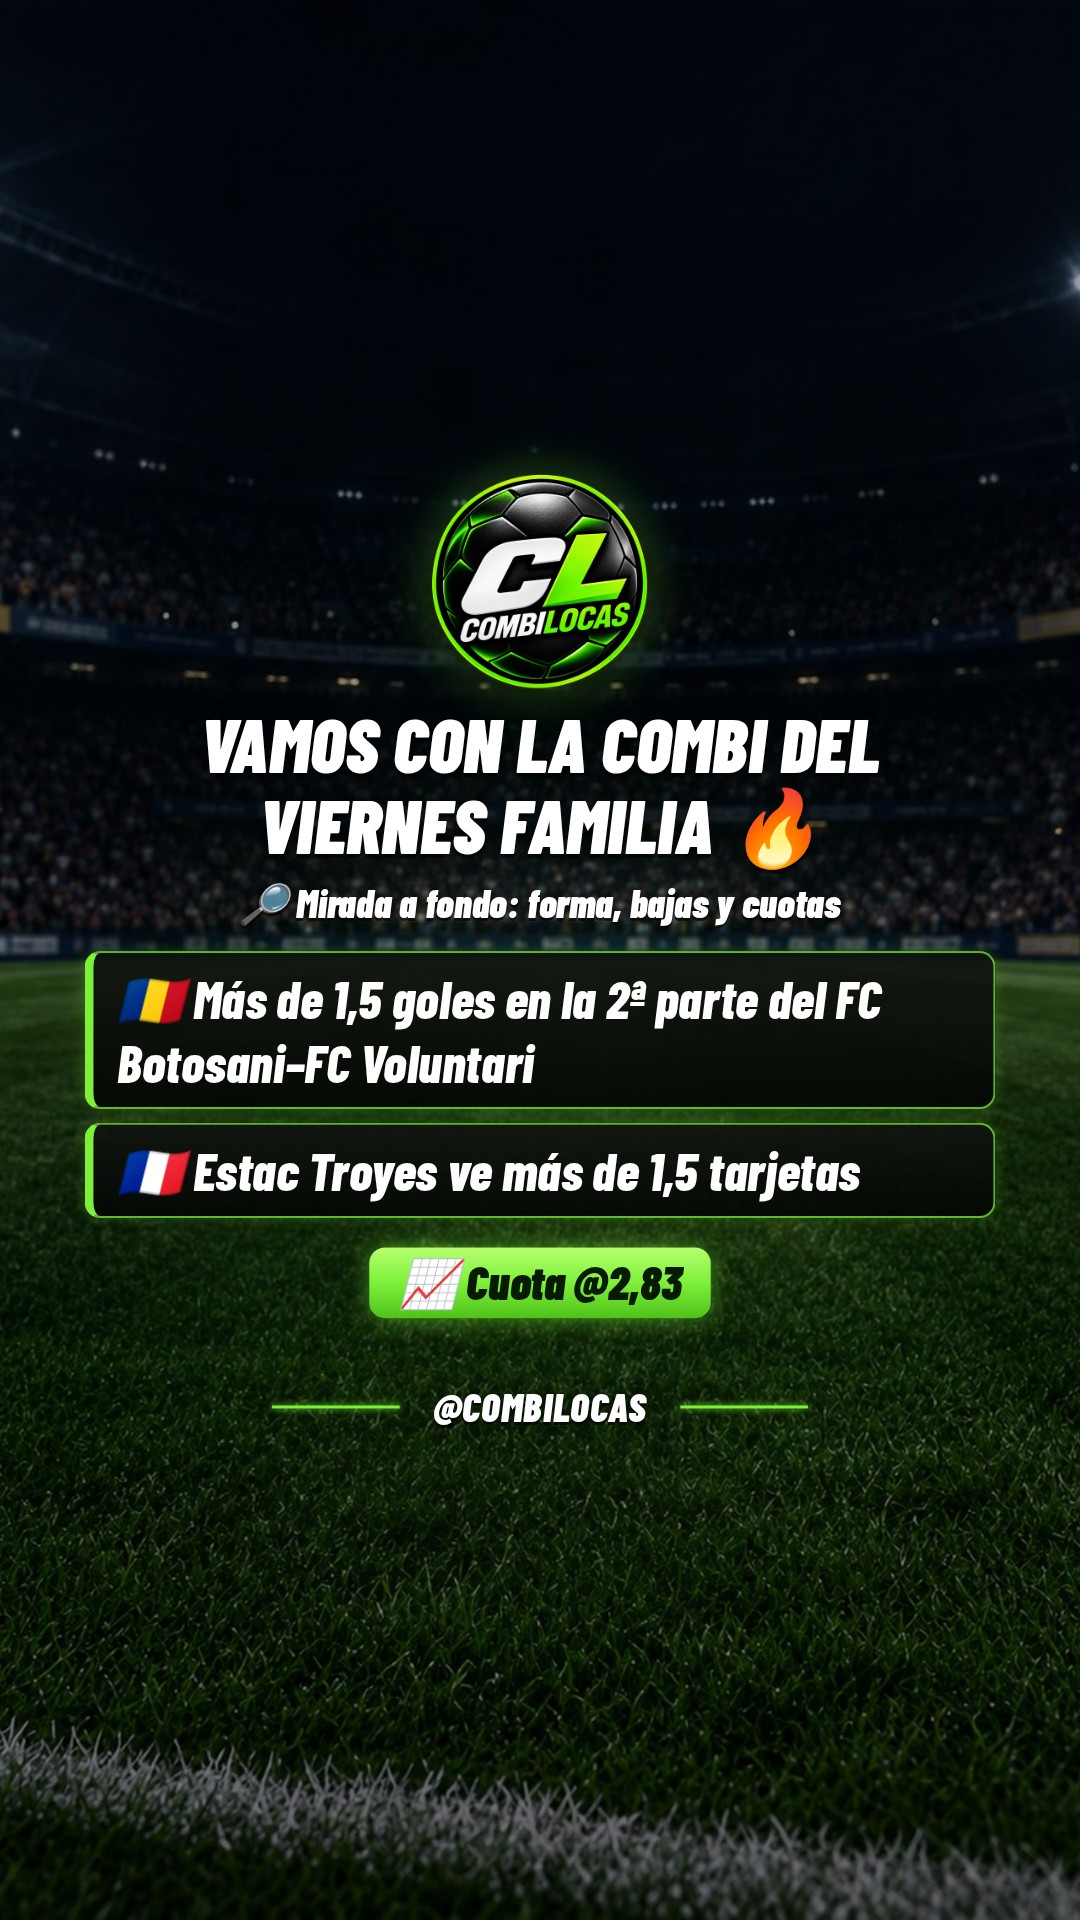 CL
COMBILOCAS
VAMOS CON LA COMBI DEL
VIERNES FAMILIA 🔥
🔎 Mirada a fondo: forma, bajas y cuotas
🇷🇴 Más de 1,5 goles en la 2ª parte del FC
Botosani-FC Voluntari
🇫🇷 Estac Troyes ve más de 1,5 tarjetas
📈 Cuota @2,83
@COMBILOCAS